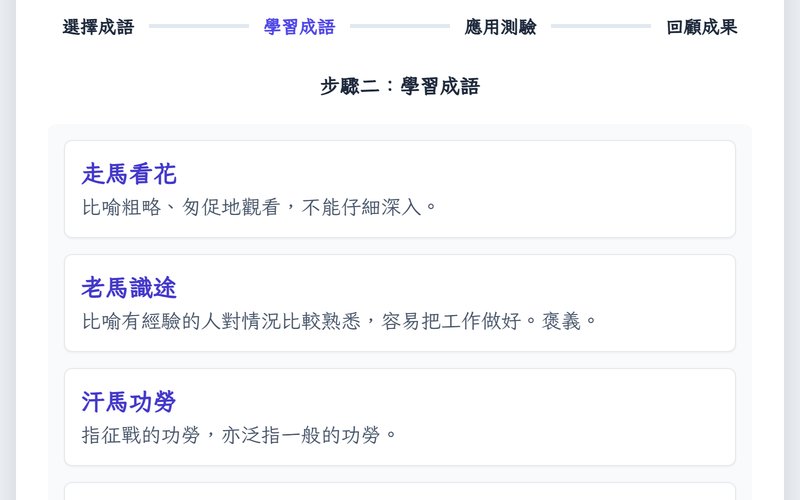 選擇成語
學習成語
應用測驗
回顧成果
步驟二：學習成語
走馬看花
比喻粗略、匆促地觀看，不能仔細深入。
老馬識途
比喻有經驗的人對情況比較熟悉，容易把工作做好。褒義。
汗馬功勞
指征戰的功勞，亦泛指一般的功勞。